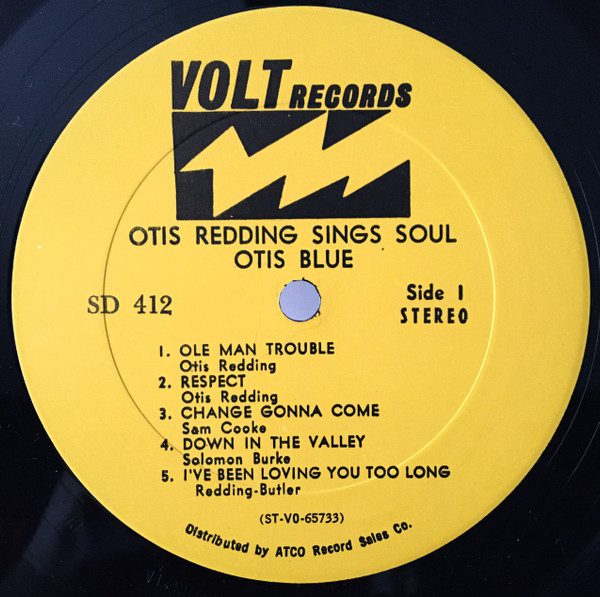 VOLT RECORDS
OTIS REDDING SINGS SOUL
OTIS BLUE
SD 412
Side 1
STEREO
1. OLE MAN TROUBLE
Otis Redding
2. RESPECT
Otis Redding
3. CHANGE GONNA COME
Sam Cooke
4. DOWN IN THE VALLEY
Solomon Burke
5. I'VE BEEN LOVING YOU TOO LONG
Redding-Butler
(ST-VO-65733)
Distributed by ATCO Record Sales Co.